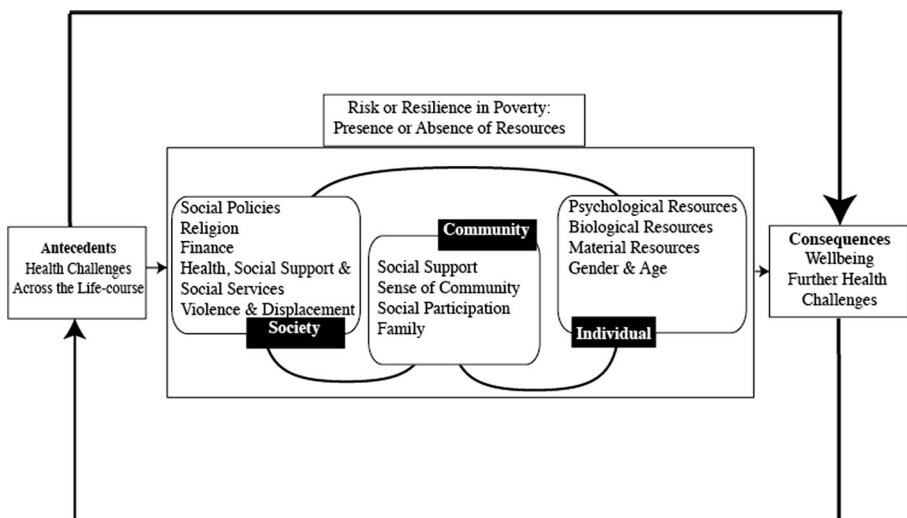 Risk or Resilience in Poverty:
Presence or Absence of Resources
Antecedents
Health Challenges
Across the Life-course
Social Policies
Religion
Finance
Health, Social Support &
Social Services
Violence & Displacement
Society
Community
Social Support
Sense of Community
Social Participation
Family
Psychological Resources
Biological Resources
Material Resources
Gender & Age
Individual
Consequences
Wellbeing
Further Health
Challenges